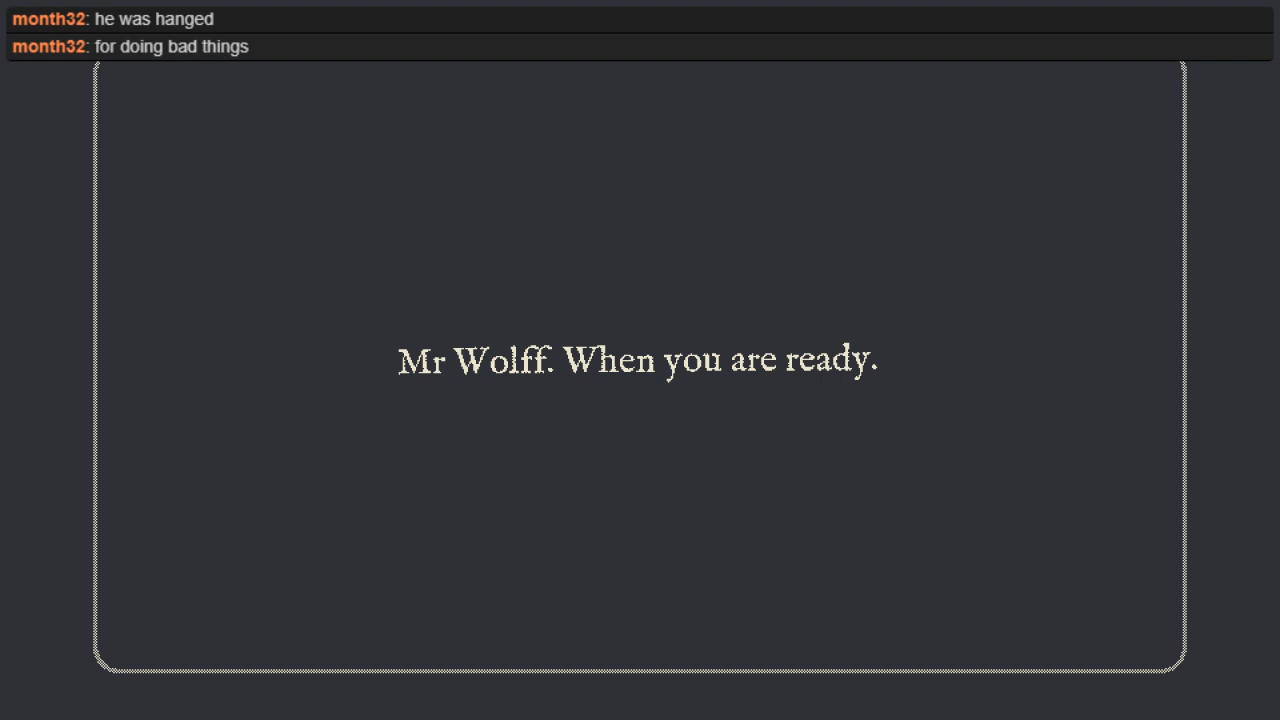 month32: he was hanged
month32: for doing bad things
Mr Wolff. When you are ready.